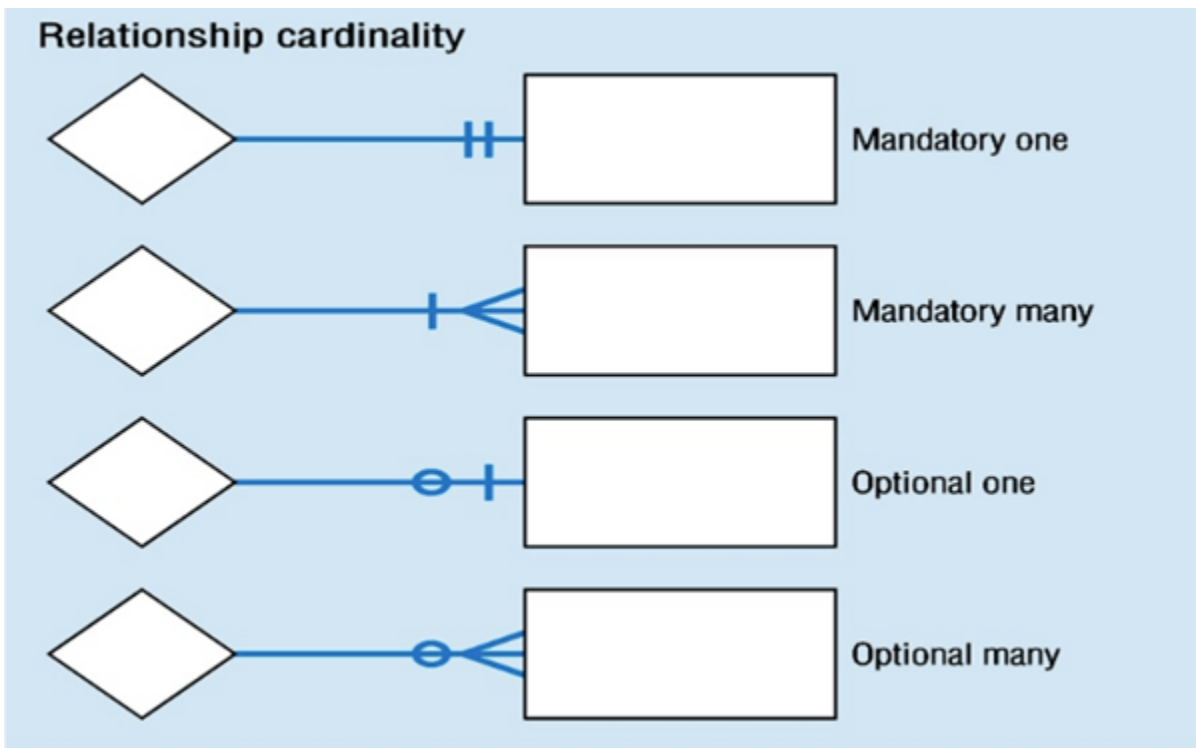 Relationship cardinality
Mandatory one
Mandatory many
Optional one
Optional many